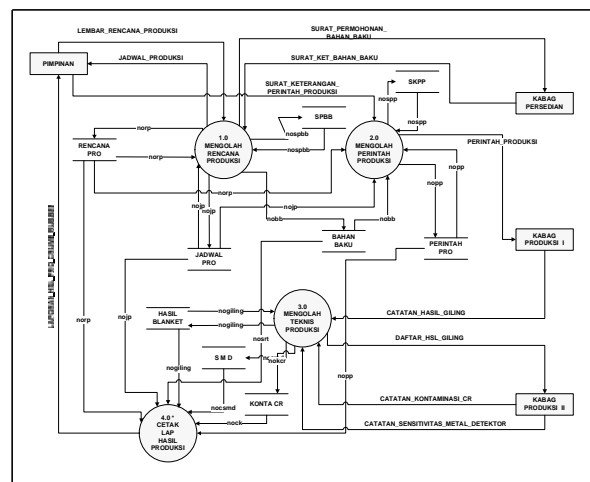 LEMBAR_RENCANA_PRODUKSI
SURAT_PERMOHONAN_
BAHAN_BAKU
PIMPINAN
JADWAL_PRODUKSI
SURAT_KET_BAHAN_BAKU
SURAT_KETERANGAN_
PERINTAH_PRODUKSI
SKPP
nospp
nospp
KABAG
PERSEDIAN
SPBB
nospbb
nospbb
norp
RENCANA
PRO
norp
1.0
MENGOLAH
RENCANA
PRODUKSI
2.0
MENGOLAH
PERINTAH
PRODUKSI
PERINTAH_PRODUKSI
nopp
nopp
norp
nojp
nojp
nojp
nobb
nobb
JADWAL
PRO
BAHAN
BAKU
PERINTAH
PRO
KABAG
PRODUKSI I
3.0
MENGOLAH
TEKNIS
PRODUKSI
HASIL
BLANKET
nogiling
nogiling
CATATAN_HASIL_GILING
DAFTAR_HSL_GILING
norp
nojp
nosrt
nogiling
S M D
nokcr
nopp
nocsmd
KONTA CR
nock
CATATAN_KONTAMINASI_CR
KABAG
PRODUKSI II
CATATAN_SENSITIVITAS_METAL_DETEKTOR
4.0 *
CETAK
LAP
HASIL
PRODUKSI